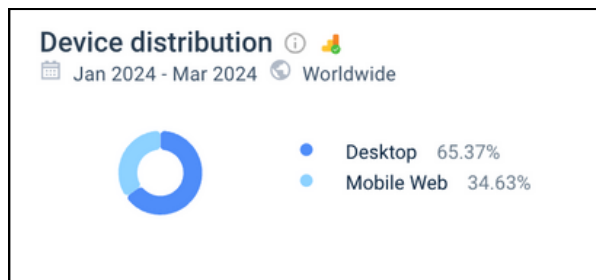 Device distribution
Jan 2024 - Mar 2024 Worldwide
Desktop 65.37%
Mobile Web 34.63%